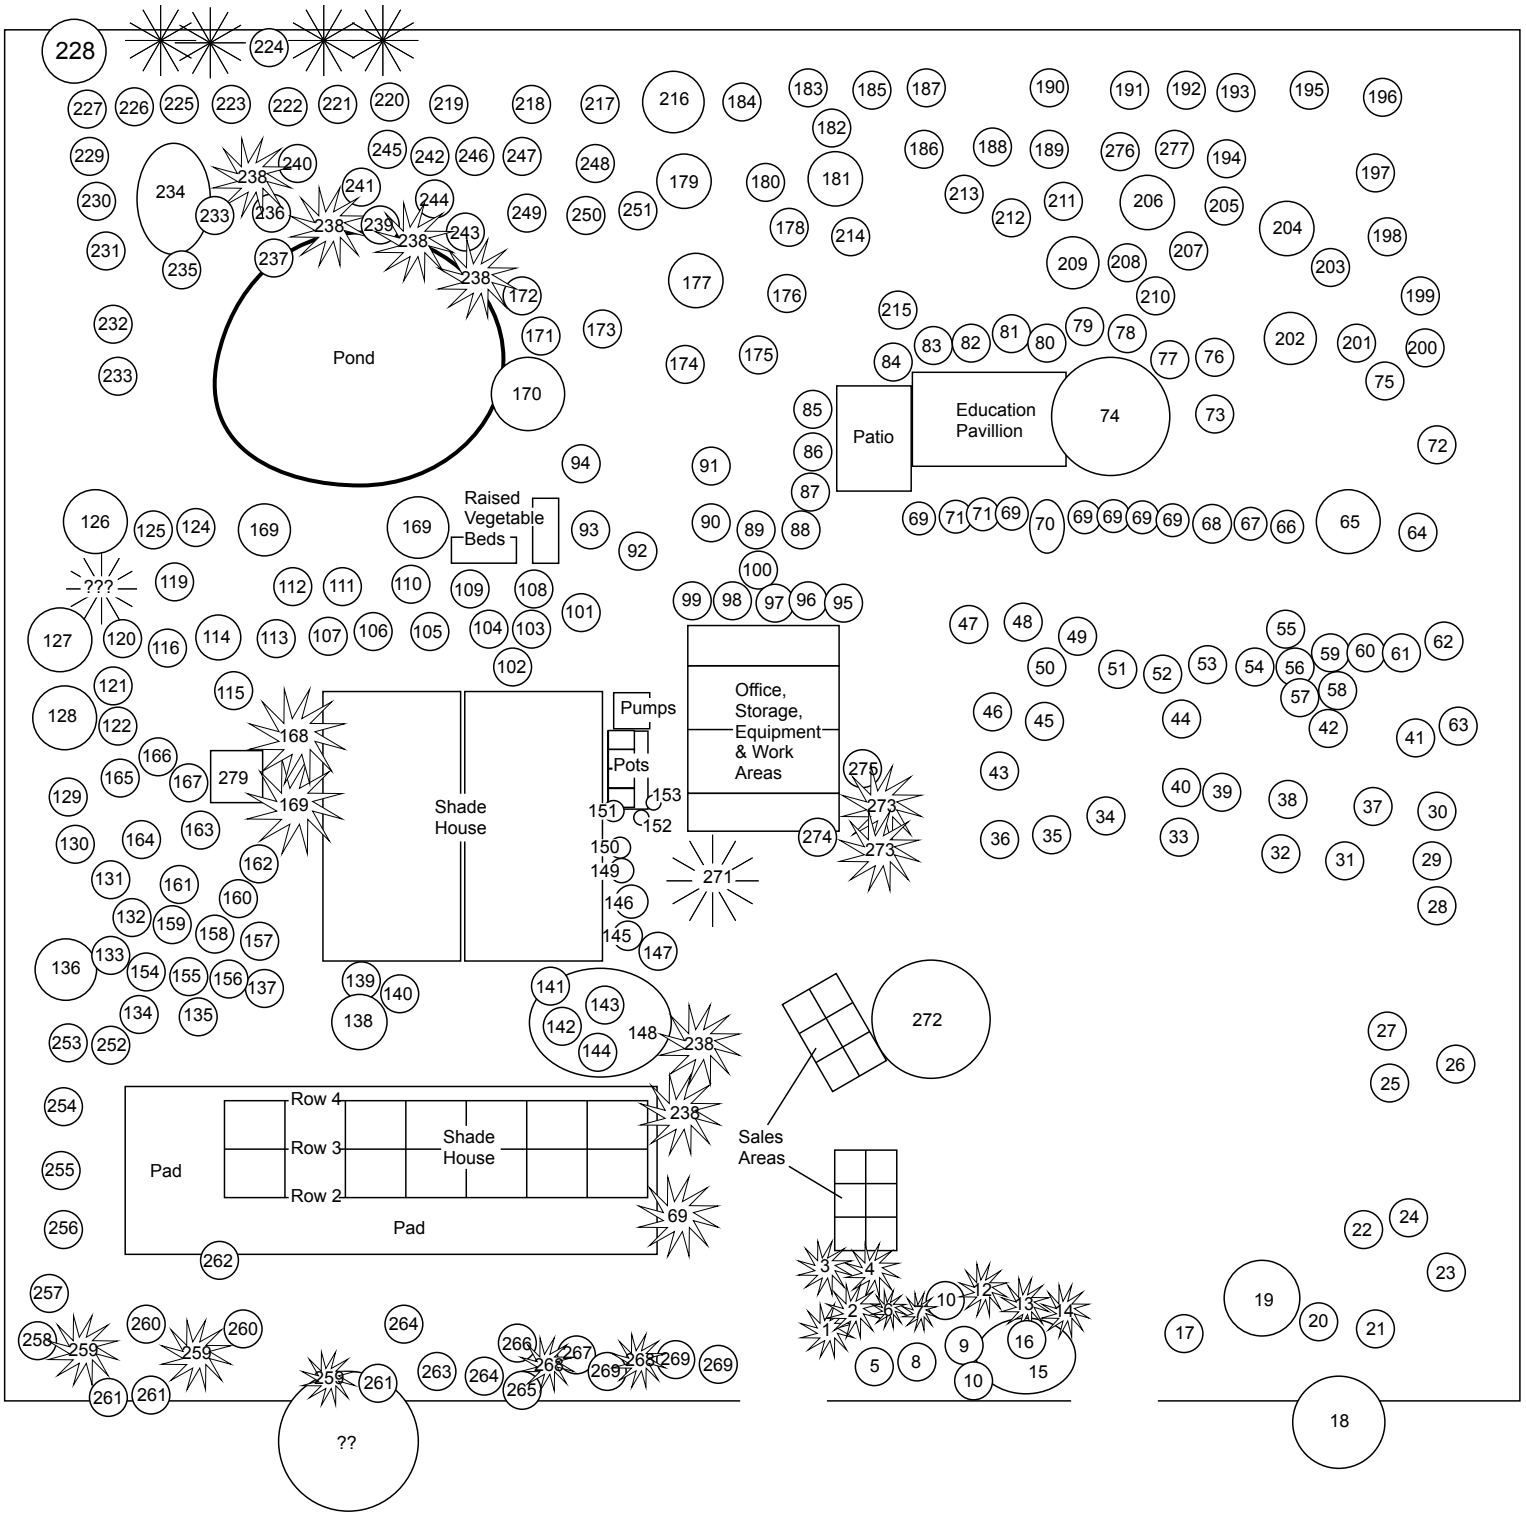 228
224
227 226 225 223 222 221 220 219 218 217 216 184 183 185 187 190 191 192 193 195 196
182
229 234 238 240 245 242 246 247 248 179 180 181 186 188 189 276 277 194 197
230 233 236 241 244 249 250 251 213 212 211 206 205 204 198
231 235 237 238 239 238 243 178 214 209 208 207 203
238 172 177 176 210 199
232 171 173 215
Pond
233 170 174 175 84 83 82 81 80 79 78 77 76 202 201 200
75
85
Patio
Education
Pavillion
74 73
86 72
94 91
87
126 125 124 169 169
Raised
Vegetable
Beds
93 92 90 89 88 69 71 71 69 70 69 69 69 69 68 67 66 65 64
100
??? 119 112 111 110 109 108 101 99 98 97 96 95
127 120 116 114 113 107 106 105 104 103 47 48 49 55
102 50 51 52 53 54 56 59 60 61 62
121 115 57 58
128 122 168
Pumps
Office,
Storage,
Equipment
& Work
Areas
46 45 44 42 41 63
166
165 167 279 169
Pots
275 43
129
Shade
House
151 153
152
273 40 39 38 37 30
130 164 163 150 274 273 36 35 34 33 32 31 29
131 161 162 149 271
160 146 28
132 159 158 157 145 147
136 133 154 155 156 137 139 140 141
134 135 138 142 143 148 144 238 272 27
253 252 26
25
254
Row 4
238
Row 3
Shade
House
Sales
Areas
255
Pad
Row 2
256
Pad
69 22 24
262
3 4 23
257
2 6 7 10 12 13 14 19
258 259 260 259 260 264 266 267 1 9 16 17 20 21
259 261 263 264 268 269 268 269 269 5 8 15
261 261 265 10
?? 18